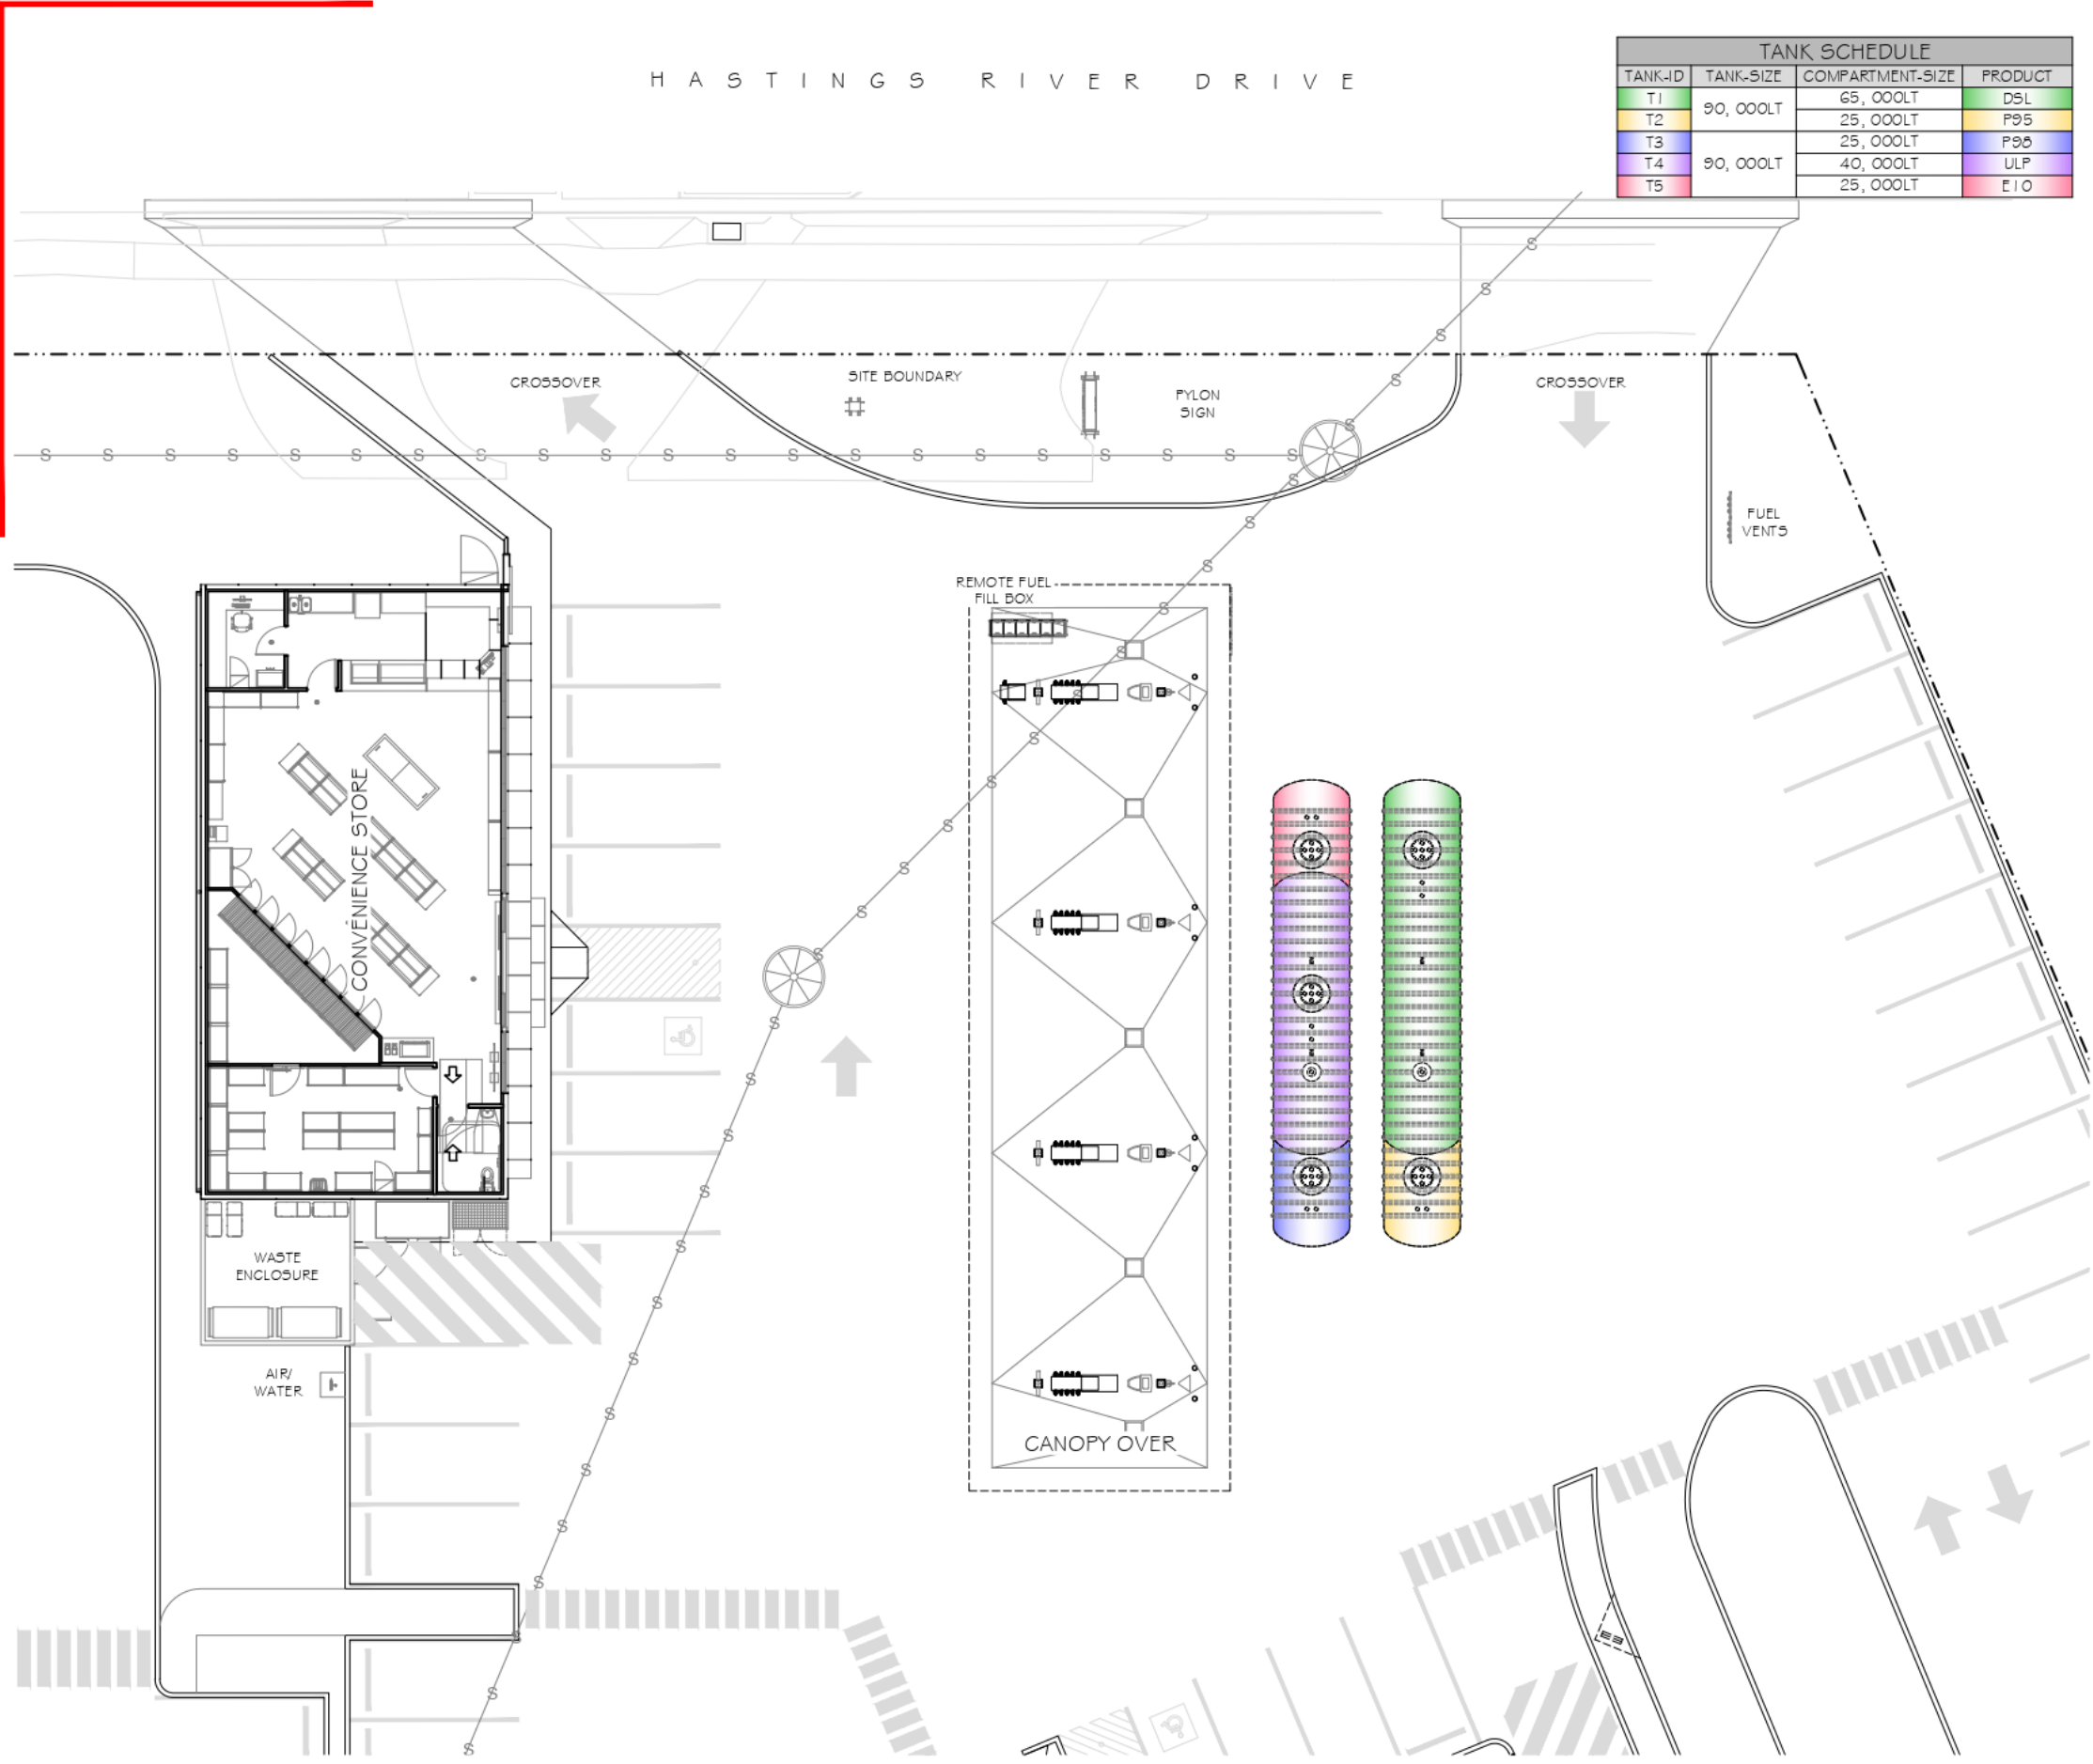 HASTINGS RIVER DRIVE
TANK SCHEDULE
TANK-ID TANK-SIZE COMPARTMENT-SIZE PRODUCT
T1 90, 000LT 65, 000LT DSL
T2 25, 000LT P95
T3 90, 000LT 25, 000LT P98
T4 40, 000LT ULP
T5 25, 000LT E10
CROSSOVER
SITE BOUNDARY
PYLON
SIGN
CROSSOVER
FUEL
VENTS
REMOTE FUEL
FILL BOX
CONVENIENCE STORE
WASTE
ENCLOSURE
AIR/
WATER
CANOPY OVER